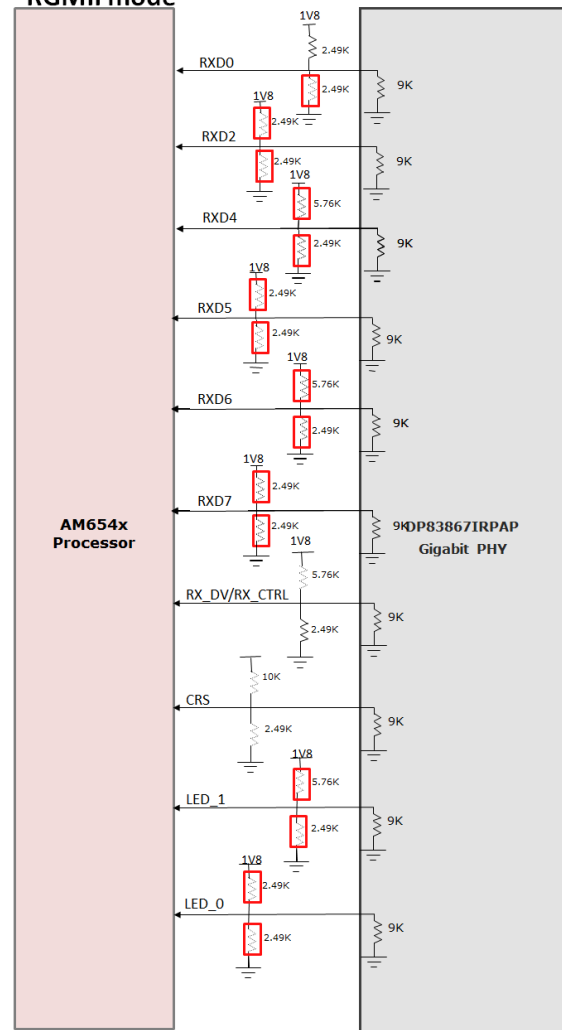 RGMII mode
1V8
2.49K
RXD0
2.49K
9K
1V8
2.49K
RXD2
2.49K
9K
1V8
5.76K
RXD4
2.49K
9K
1V8
2.49K
RXD5
2.49K
9K
1V8
5.76K
RXD6
2.49K
9K
1V8
2.49K
RXD7
2.49K
9K
AM654x
Processor
DP83867IRPAP
Gigabit PHY
1V8
5.76K
RX_DV/RX_CTRL
2.49K
9K
10K
CRS
2.49K
9K
1V8
5.76K
LED_1
2.49K
9K
1V8
2.49K
LED_0
2.49K
9K